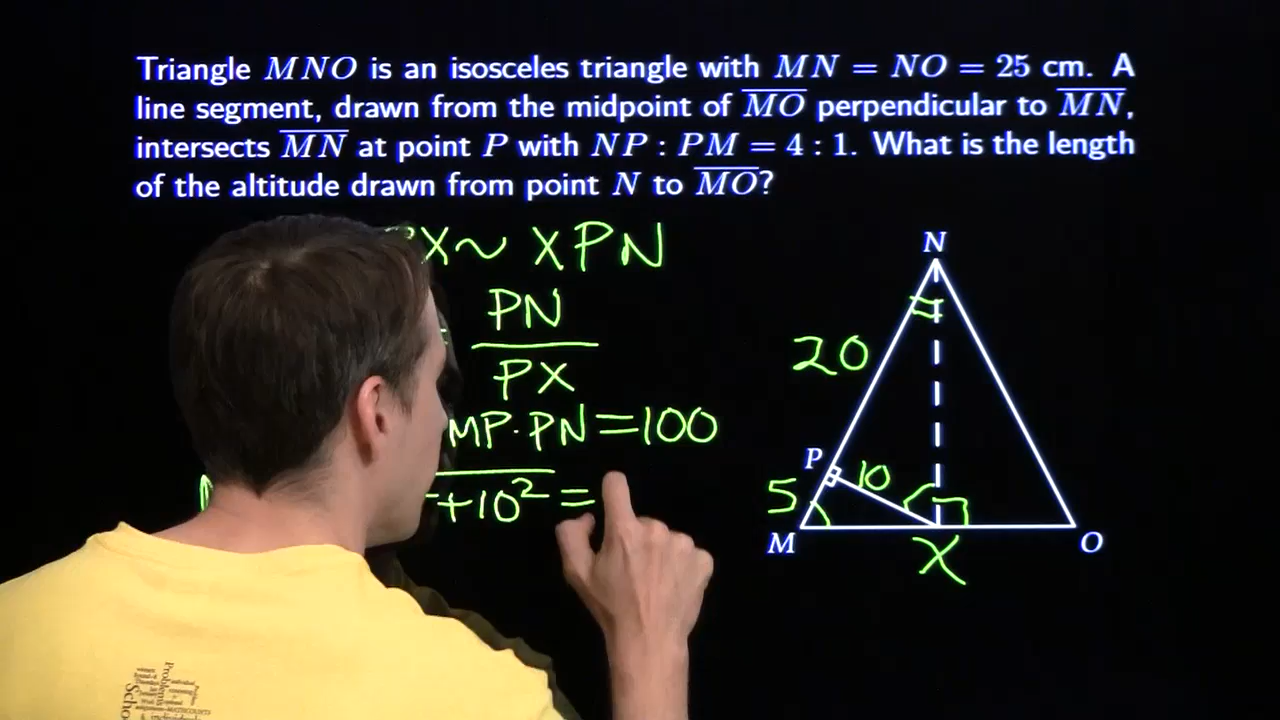 Triangle MNO is an isosceles triangle with MN = NO = 25 cm. A
line segment, drawn from the midpoint of MO perpendicular to MN,
intersects MN at point P with NP : PM = 4 : 1. What is the length
of the altitude drawn from point N to MO?
X ~ XPN
PN
PX
MP · PN = 100
+10² =
N
20
P
10
5
M
X
O